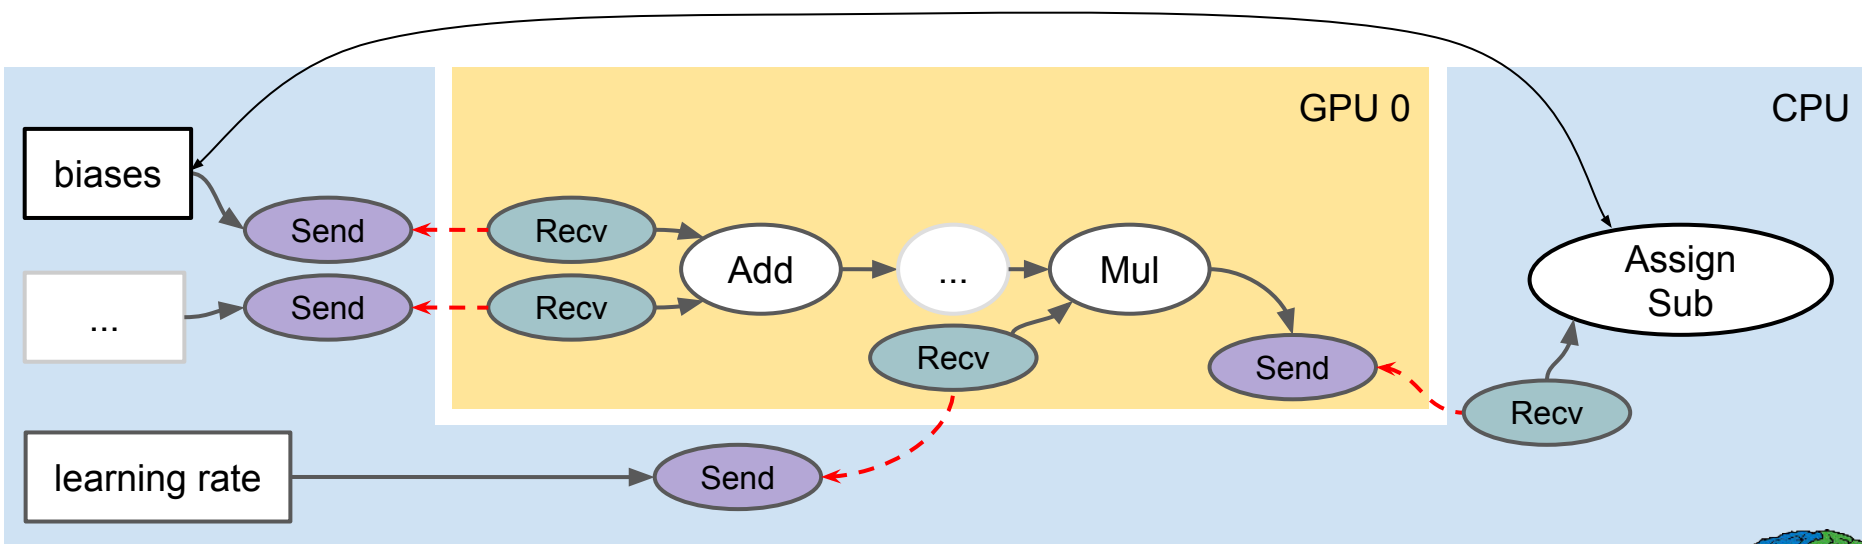 GPU 0
CPU
biases
Send
Recv
Add
...
Mul
Assign
Sub
...
Send
Recv
Recv
Send
Recv
learning rate
Send